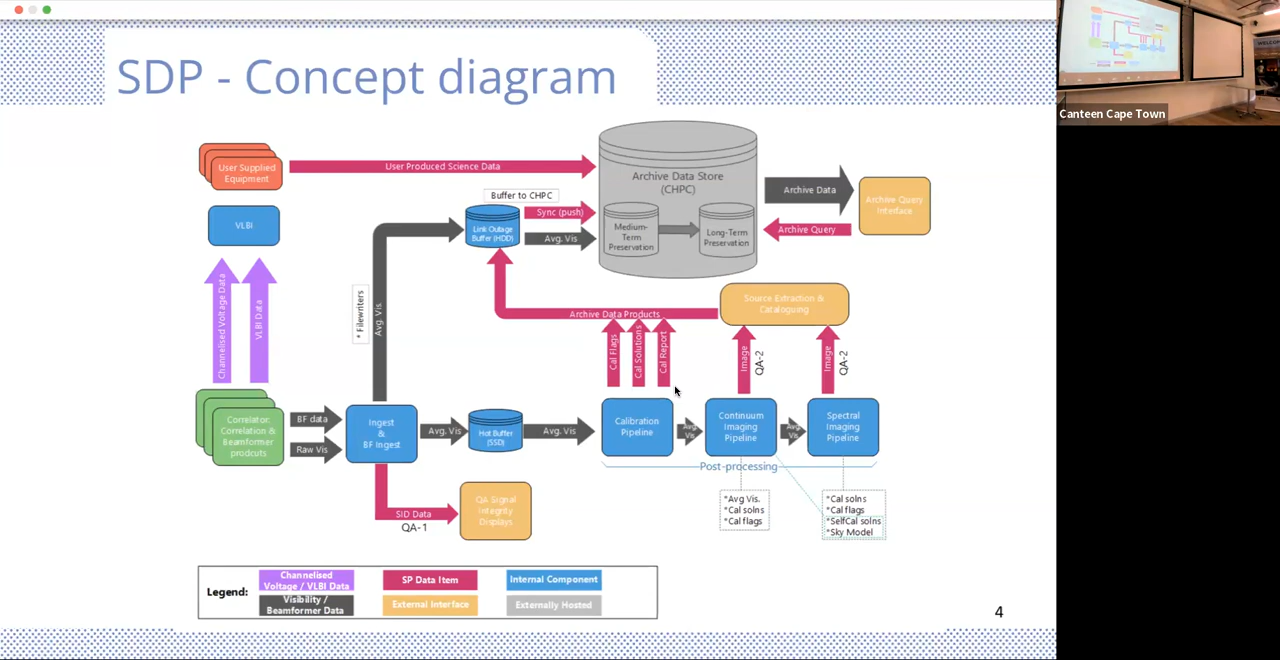 SDP - Concept diagram
Canteen Cape Town
User Supplied
Equipment
User Produced Science Data
Archive Data Store
(CHPC)
Medium-
Term
Preservation
Long-Term
Preservation
Archive Data
Archive Query
Archive Query
Interface
VLBI
Buffer to CHPC
Link Outage
Buffer (HDD)
Sync (push)
Avg. Vis
Channelised Voltage Data
VLBI Data
* Filewriters
Avg. Vis
Source Extraction &
Cataloguing
Archive Data Products
Cal Flags
Cal Solutions
Cal Report
Image
QA-2
Image
QA-2
Correlator:
Correlation &
Beamformer
prodcuts
BF data
Raw Vis
Ingest
&
BF Ingest
Avg. Vis
Hot Buffer
(SSD)
Avg. Vis
Calibration
Pipeline
Avg
Vis
Continuum
Imaging
Pipeline
Avg
Vis
Spectral
Imaging
Pipeline
Post-processing
*Avg Vis.
*Cal solns
*Cal flags
*Cal solns
*Cal flags
*SelfCal solns
*Sky Model
SID Data
QA-1
QA Signal
Integrity
Displays
Legend:
Channelised
Voltage / VLBI Data
SP Data Item
Internal Component
Visibility /
Beamformer Data
External Interface
Externally Hosted
4